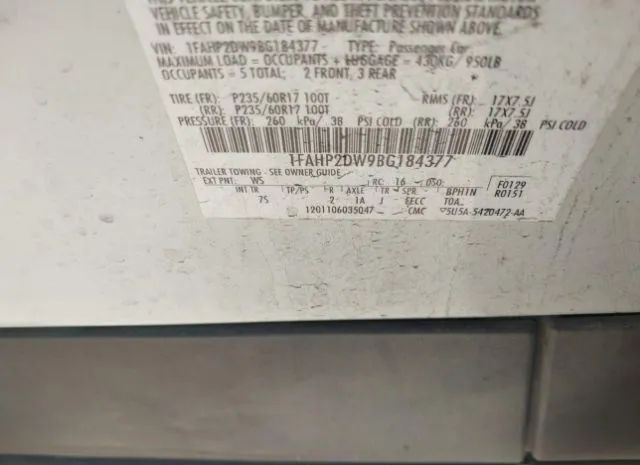 VEHICLE SAFETY, BUMPER, AND THEFT PREVENTION STANDARDS
IN EFFECT ON THE DATE OF MANUFACTURE SHOWN ABOVE.
VIN: 1FAHP2DW9BG184377 TYPE: Passenger Car
MAXIMUM LOAD = OCCUPANTS + LUGGAGE = 430KG / 950LB
OCCUPANTS = 5 TOTAL; 2 FRONT, 3 REAR
TIRE (FR): P235/60R17 100T RIMS (FR): 17X7.5J
(RR): P235/60R17 100T (RR): 17X7.5J
PRESSURE (FR): 260 kPa/ 38 PSI COLD (RR): 260 kPa/ 38 PSI COLD
1FAHP2DW9BG184377
TRAILER TOWING - SEE OWNER GUIDE
EXT PNT: WS RC: 16 DSO: F0129
INT TR TP/PS R AXLE TR SPR BPHTN R0151
7S 2 1A J EECC TOA
1201106035047 CMC 5U5A-5420472-AA